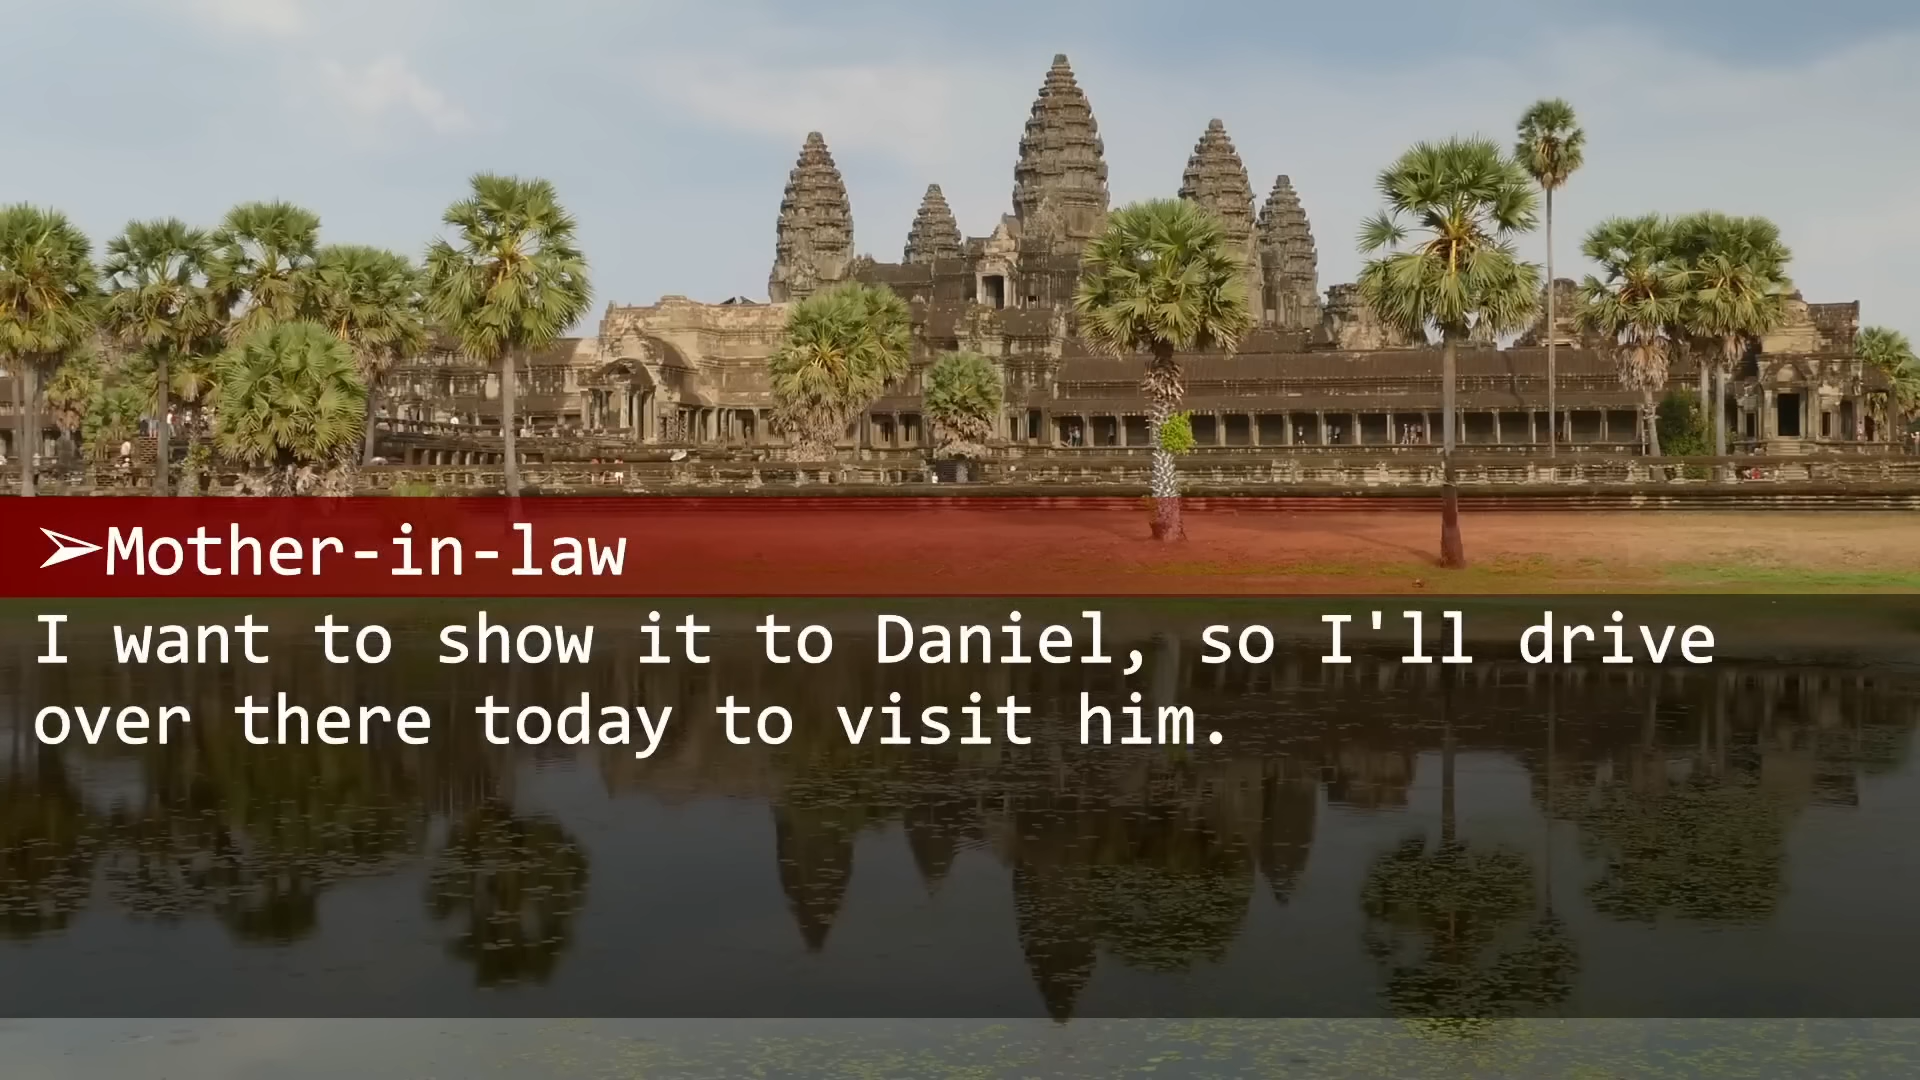 ➢Mother-in-law
I want to show it to Daniel, so I'll drive
over there today to visit him.